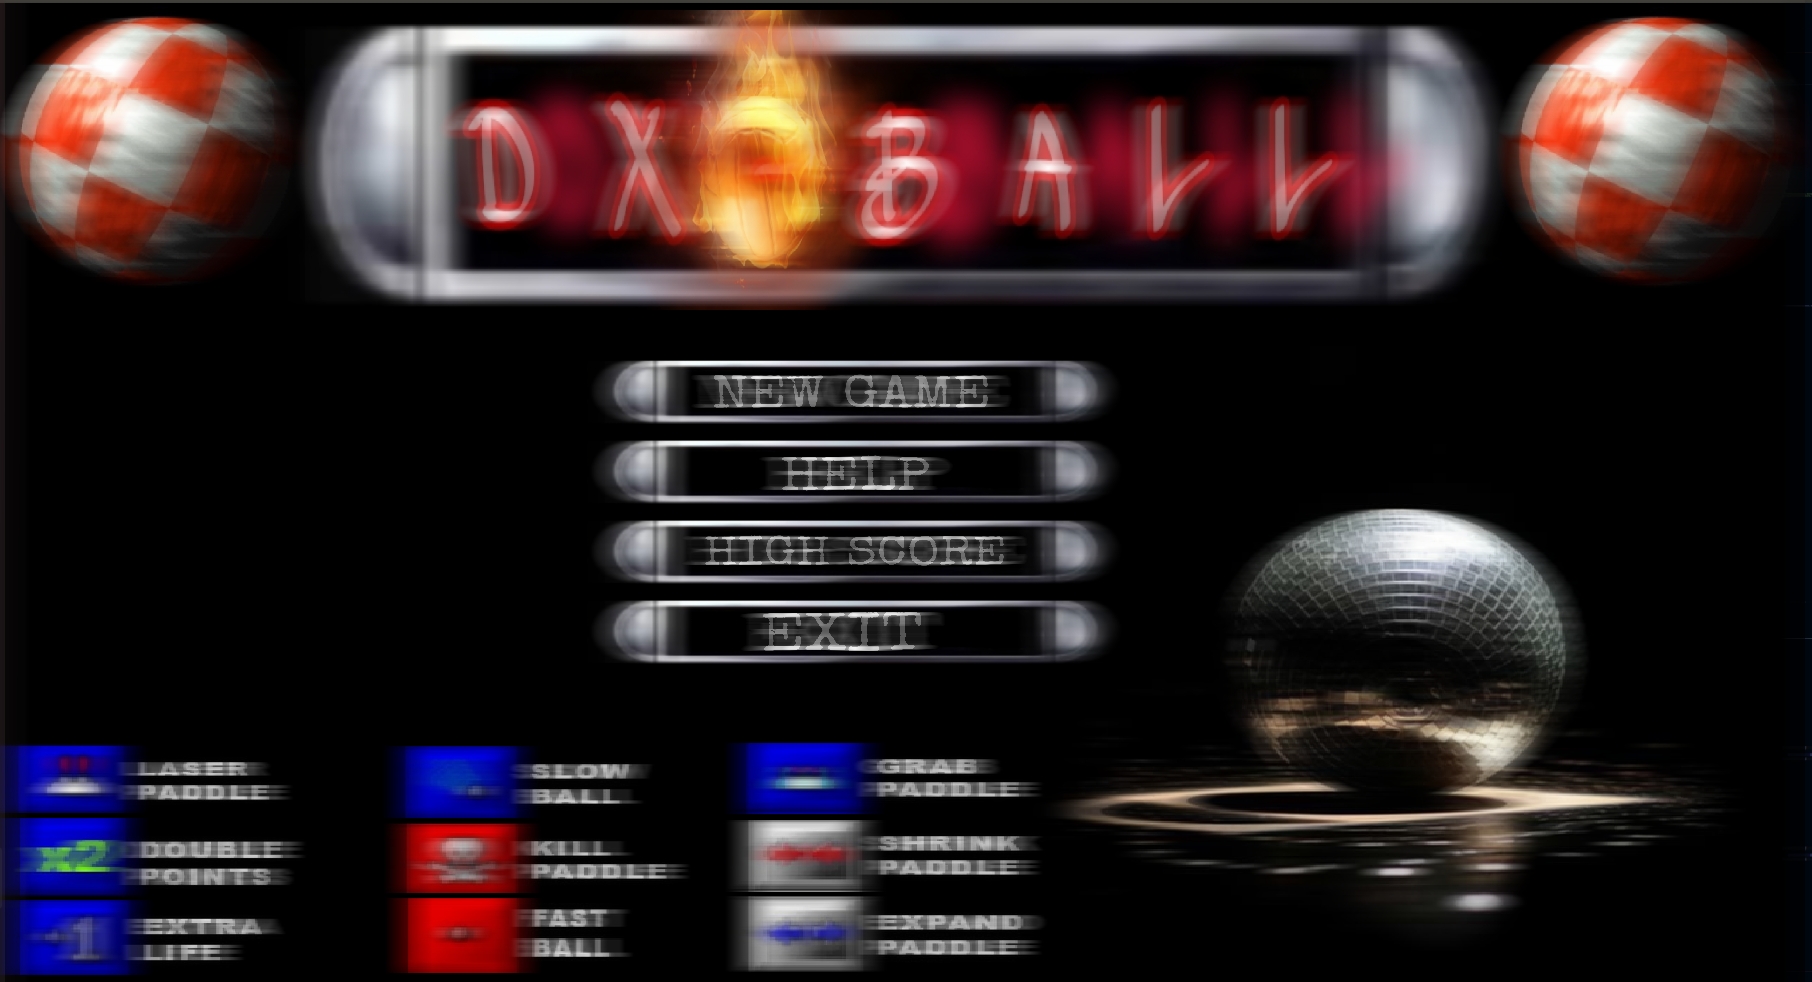 DX-BALL
NEW GAME
HELP
HIGH SCORE
EXIT
LASER
PADDLE
SLOW
BALL
GRAB
PADDLE
x2
DOUBLE
POINTS
KILL
PADDLE
SHRINK
PADDLE
+1
EXTRA
LIFE
FAST
BALL
EXPAND
PADDLE